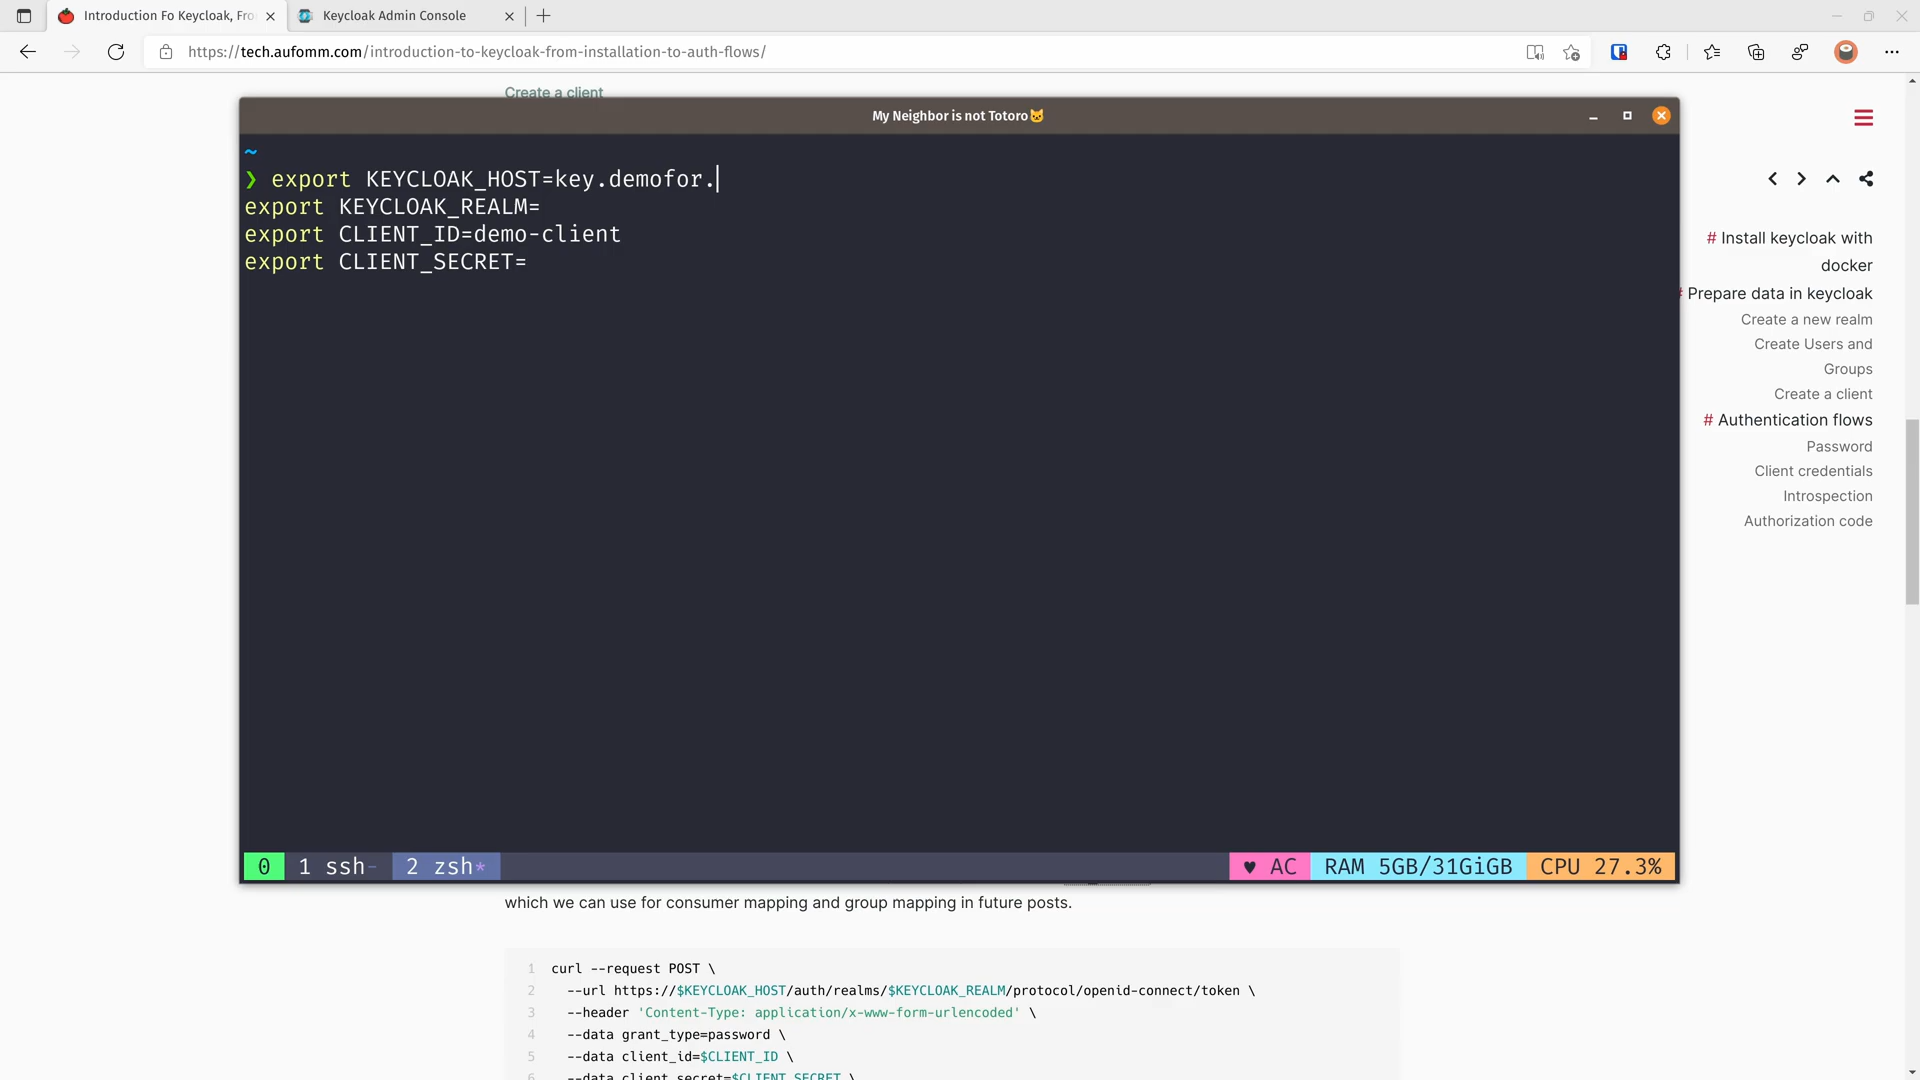 Introduction Fo Keycloak, Fro
Keycloak Admin Console
https://tech.aufomm.com/introduction-to-keycloak-from-installation-to-auth-flows/
Create a client
My Neighbor is not Totoro🐱
~
❯ export KEYCLOAK_HOST=key.demofor.
export KEYCLOAK_REALM=
export CLIENT_ID=demo-client
export CLIENT_SECRET=
# Install keycloak with
docker
# Prepare data in keycloak
Create a new realm
Create Users and
Groups
Create a client
# Authentication flows
Password
Client credentials
Introspection
Authorization code
0 1 ssh- 2 zsh* ♥ AC RAM 5GB/31GiGB CPU 27.3%
which we can use for consumer mapping and group mapping in future posts.
1 curl --request POST \
2 --url https://$KEYCLOAK_HOST/auth/realms/$KEYCLOAK_REALM/protocol/openid-connect/token \
3 --header 'Content-Type: application/x-www-form-urlencoded' \
4 --data grant_type=password \
5 --data client_id=$CLIENT_ID \
6 --data client_secret=$CLIENT_SECRET \